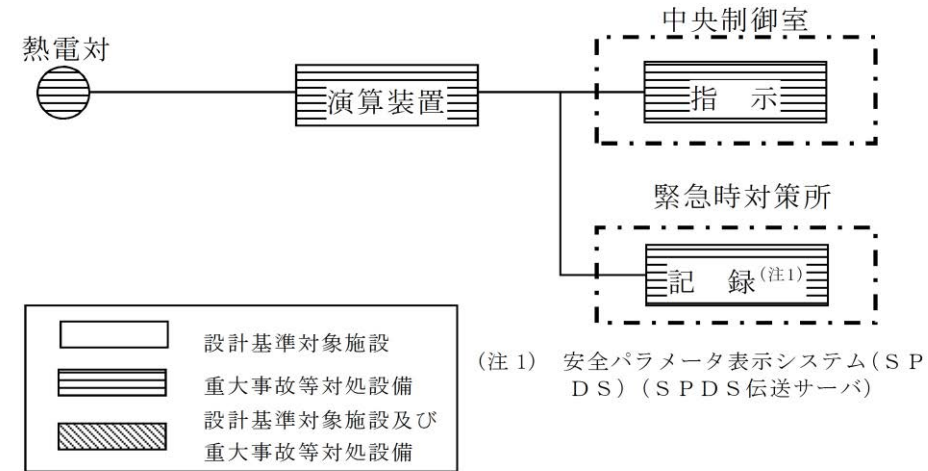 中央制御室
熱電対
演算装置
指　示
緊急時対策所
記　録(注1)
設計基準対象施設
重大事故等対処設備
設計基準対象施設及び
重大事故等対処設備
(注1)　安全パラメータ表示システム(ＳＰ
ＤＳ)(ＳＰＤＳ伝送サーバ)